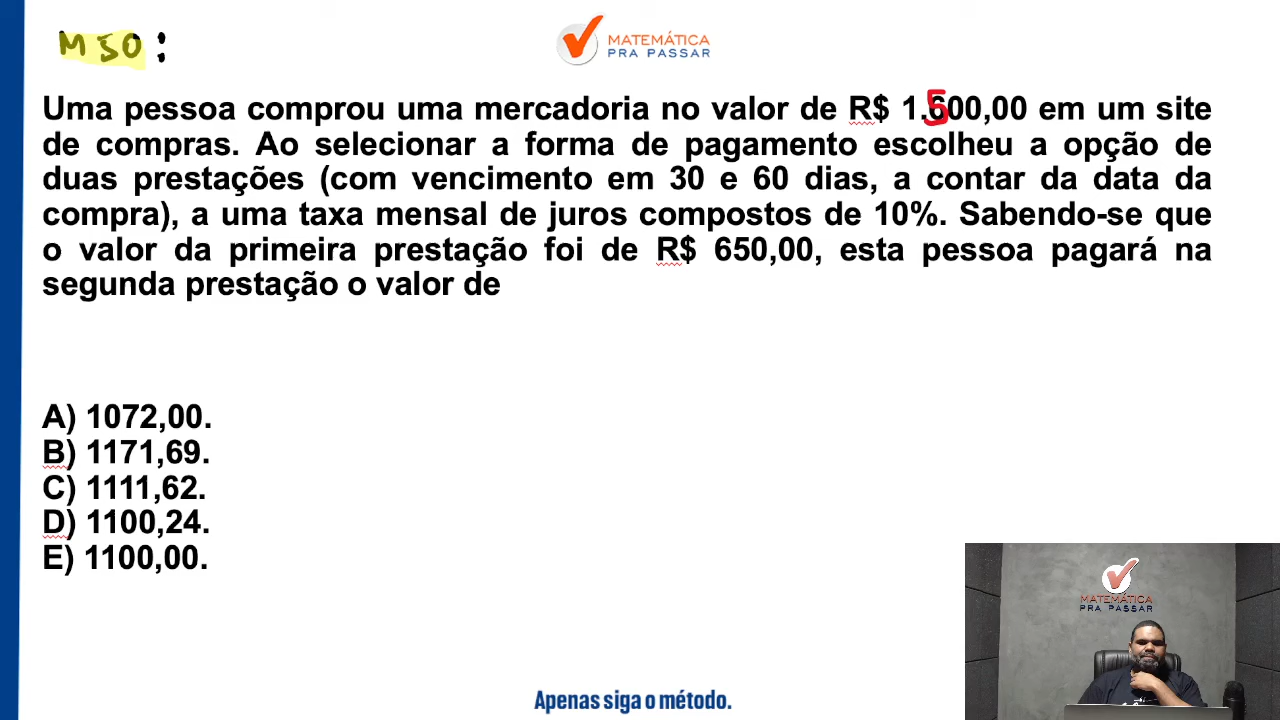 M50:
MATEMÁTICA
PRA PASSAR
Uma pessoa comprou uma mercadoria no valor de R$ 1.500,00 em um site
de compras. Ao selecionar a forma de pagamento escolheu a opção de
duas prestações (com vencimento em 30 e 60 dias, a contar da data da
compra), a uma taxa mensal de juros compostos de 10%. Sabendo-se que
o valor da primeira prestação foi de R$ 650,00, esta pessoa pagará na
segunda prestação o valor de
A) 1072,00.
B) 1171,69.
C) 1111,62.
D) 1100,24.
E) 1100,00.
MATEMÁTICA
PRA PASSAR
Apenas siga o método.